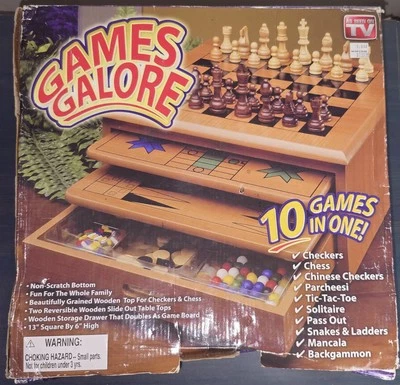 GAMES
GALORE
AS SEEN ON
TV
10 GAMES
IN ONE!
✓ Checkers
✓ Chess
✓ Chinese Checkers
✓ Parcheesi
✓ Tic-Tac-Toe
✓ Solitaire
✓ Pass Out
✓ Snakes & Ladders
✓ Mancala
✓ Backgammon
• Non-Scratch Bottom
• Fun For The Whole Family
• Beautifully Grained Wooden Top For Checkers & Chess
• Two Reversible Wooden Slide Out Table Tops
• Wooden Storage Drawer That Doubles As Game Board
• 13" Square By 6" High
WARNING:
CHOKING HAZARD– Small parts.
Not for children under 3 yrs.